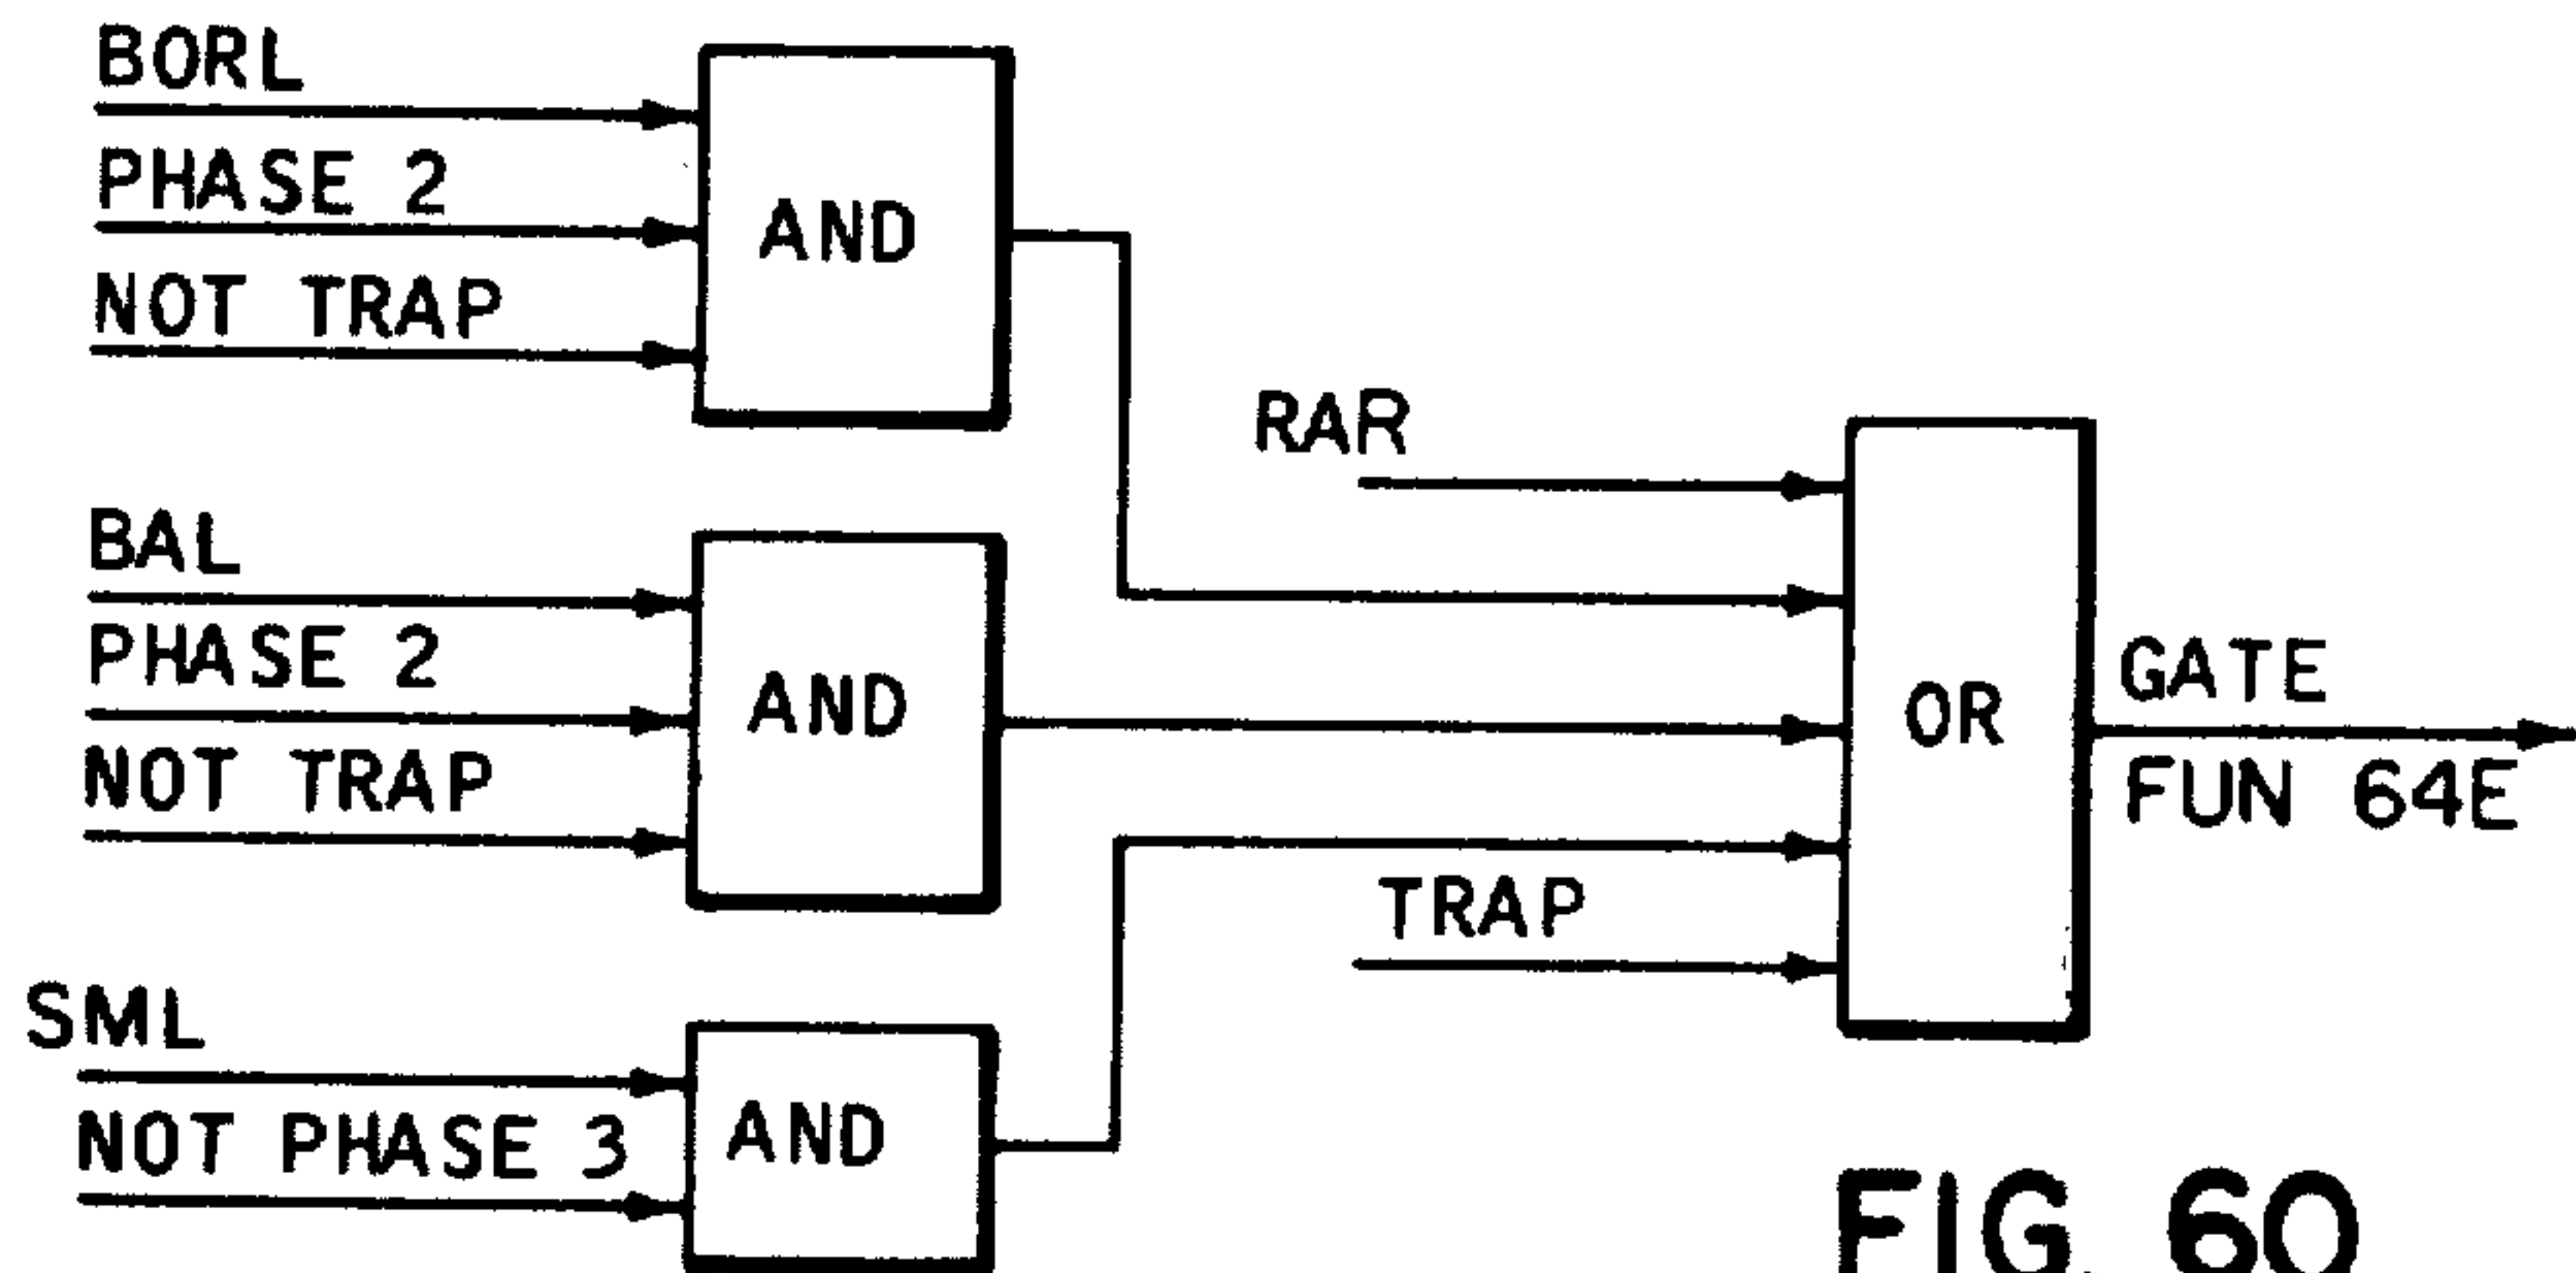 BORL
PHASE 2
NOT TRAP
AND
RAR
BAL
PHASE 2
NOT TRAP
AND
OR
GATE
FUN 64E
TRAP
SML
NOT PHASE 3
AND
FIG. 60